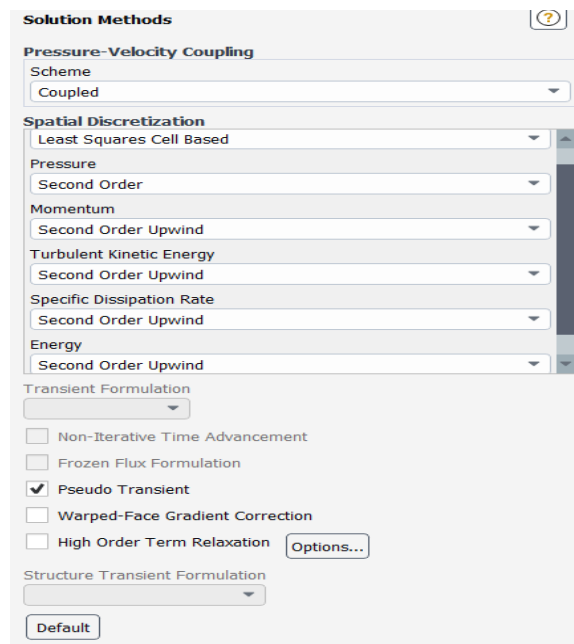 Solution Methods
?
Pressure-Velocity Coupling
Scheme
Coupled
Spatial Discretization
Least Squares Cell Based
Pressure
Second Order
Momentum
Second Order Upwind
Turbulent Kinetic Energy
Second Order Upwind
Specific Dissipation Rate
Second Order Upwind
Energy
Second Order Upwind
Transient Formulation
Non-Iterative Time Advancement
Frozen Flux Formulation
Pseudo Transient
Warped-Face Gradient Correction
High Order Term Relaxation Options...
Structure Transient Formulation
Default